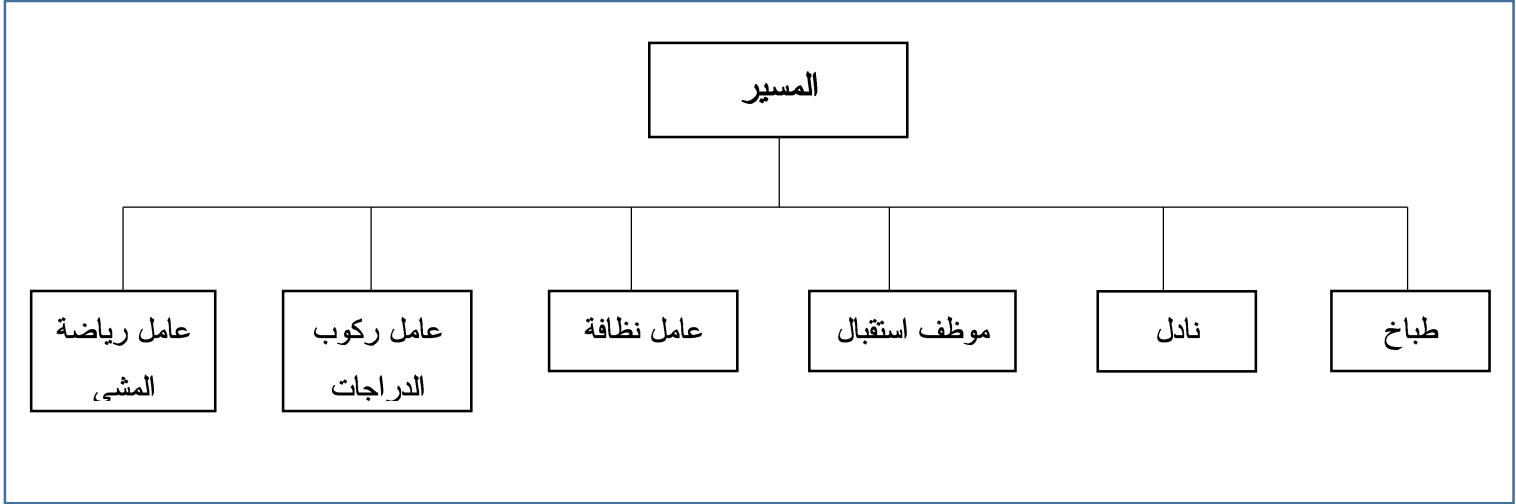 المسير
طباخ
نادل
موظف استقبال
عامل نظافة
عامل ركوب
الدراجات
عامل رياضة
المشي